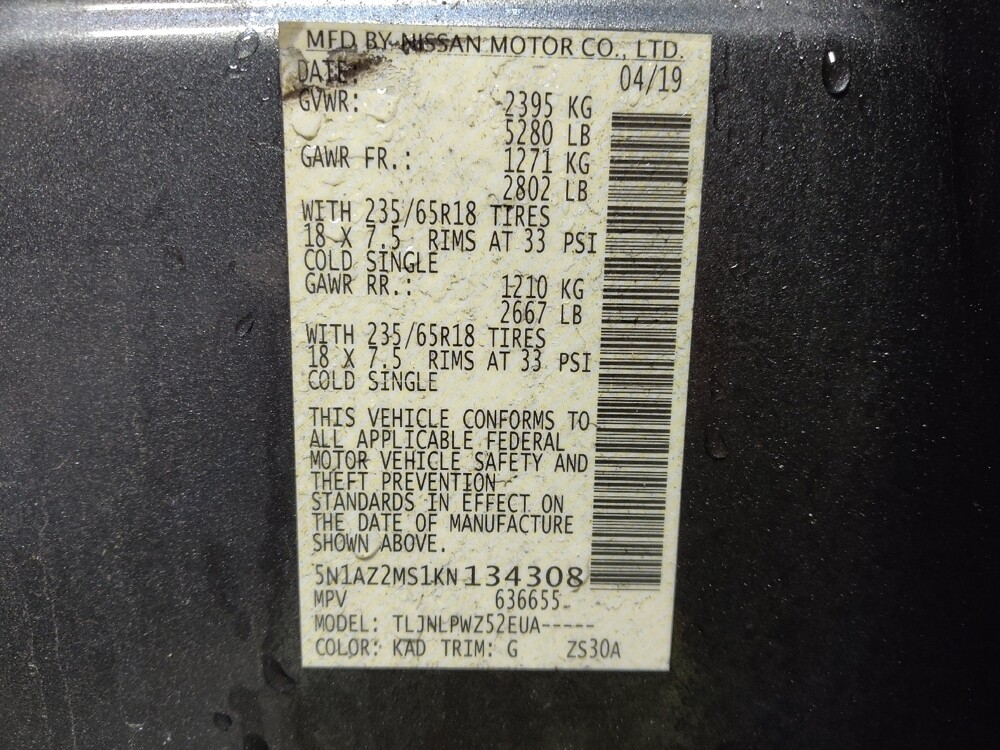 MFD BY NISSAN MOTOR CO., LTD.
DATE: 04/19
GVWR: 2395 KG
5280 LB
GAWR FR.: 1271 KG
2802 LB
WITH 235/65R18 TIRES
18 X 7.5 RIMS AT 33 PSI
COLD SINGLE
GAWR RR.: 1210 KG
2667 LB
WITH 235/65R18 TIRES
18 X 7.5 RIMS AT 33 PSI
COLD SINGLE
THIS VEHICLE CONFORMS TO
ALL APPLICABLE FEDERAL
MOTOR VEHICLE SAFETY AND
THEFT PREVENTION
STANDARDS IN EFFECT ON
THE DATE OF MANUFACTURE
SHOWN ABOVE.
5N1AZ2MS1KN134308
MPV 636655
MODEL: TLJNLPWZ52EUA-----
COLOR: KAD TRIM: G ZS30A